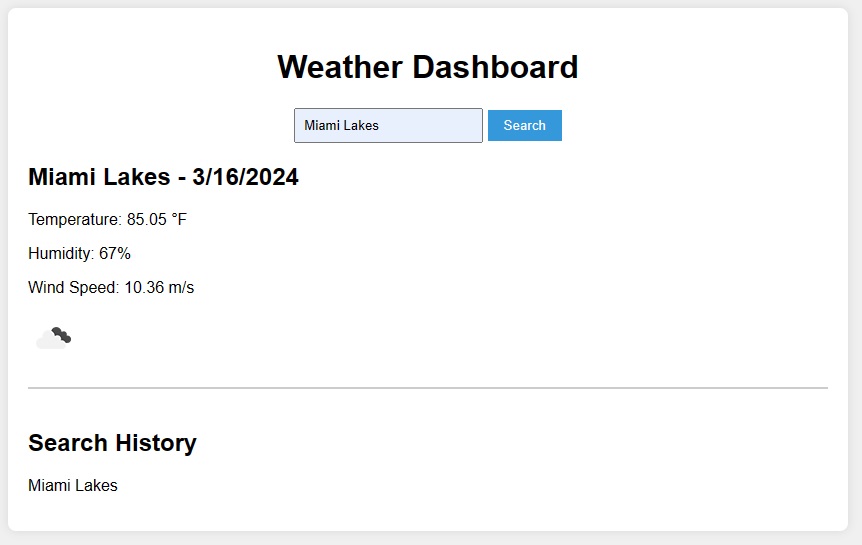 Weather Dashboard
Miami Lakes
Search
Miami Lakes - 3/16/2024
Temperature: 85.05 °F
Humidity: 67%
Wind Speed: 10.36 m/s
Search History
Miami Lakes